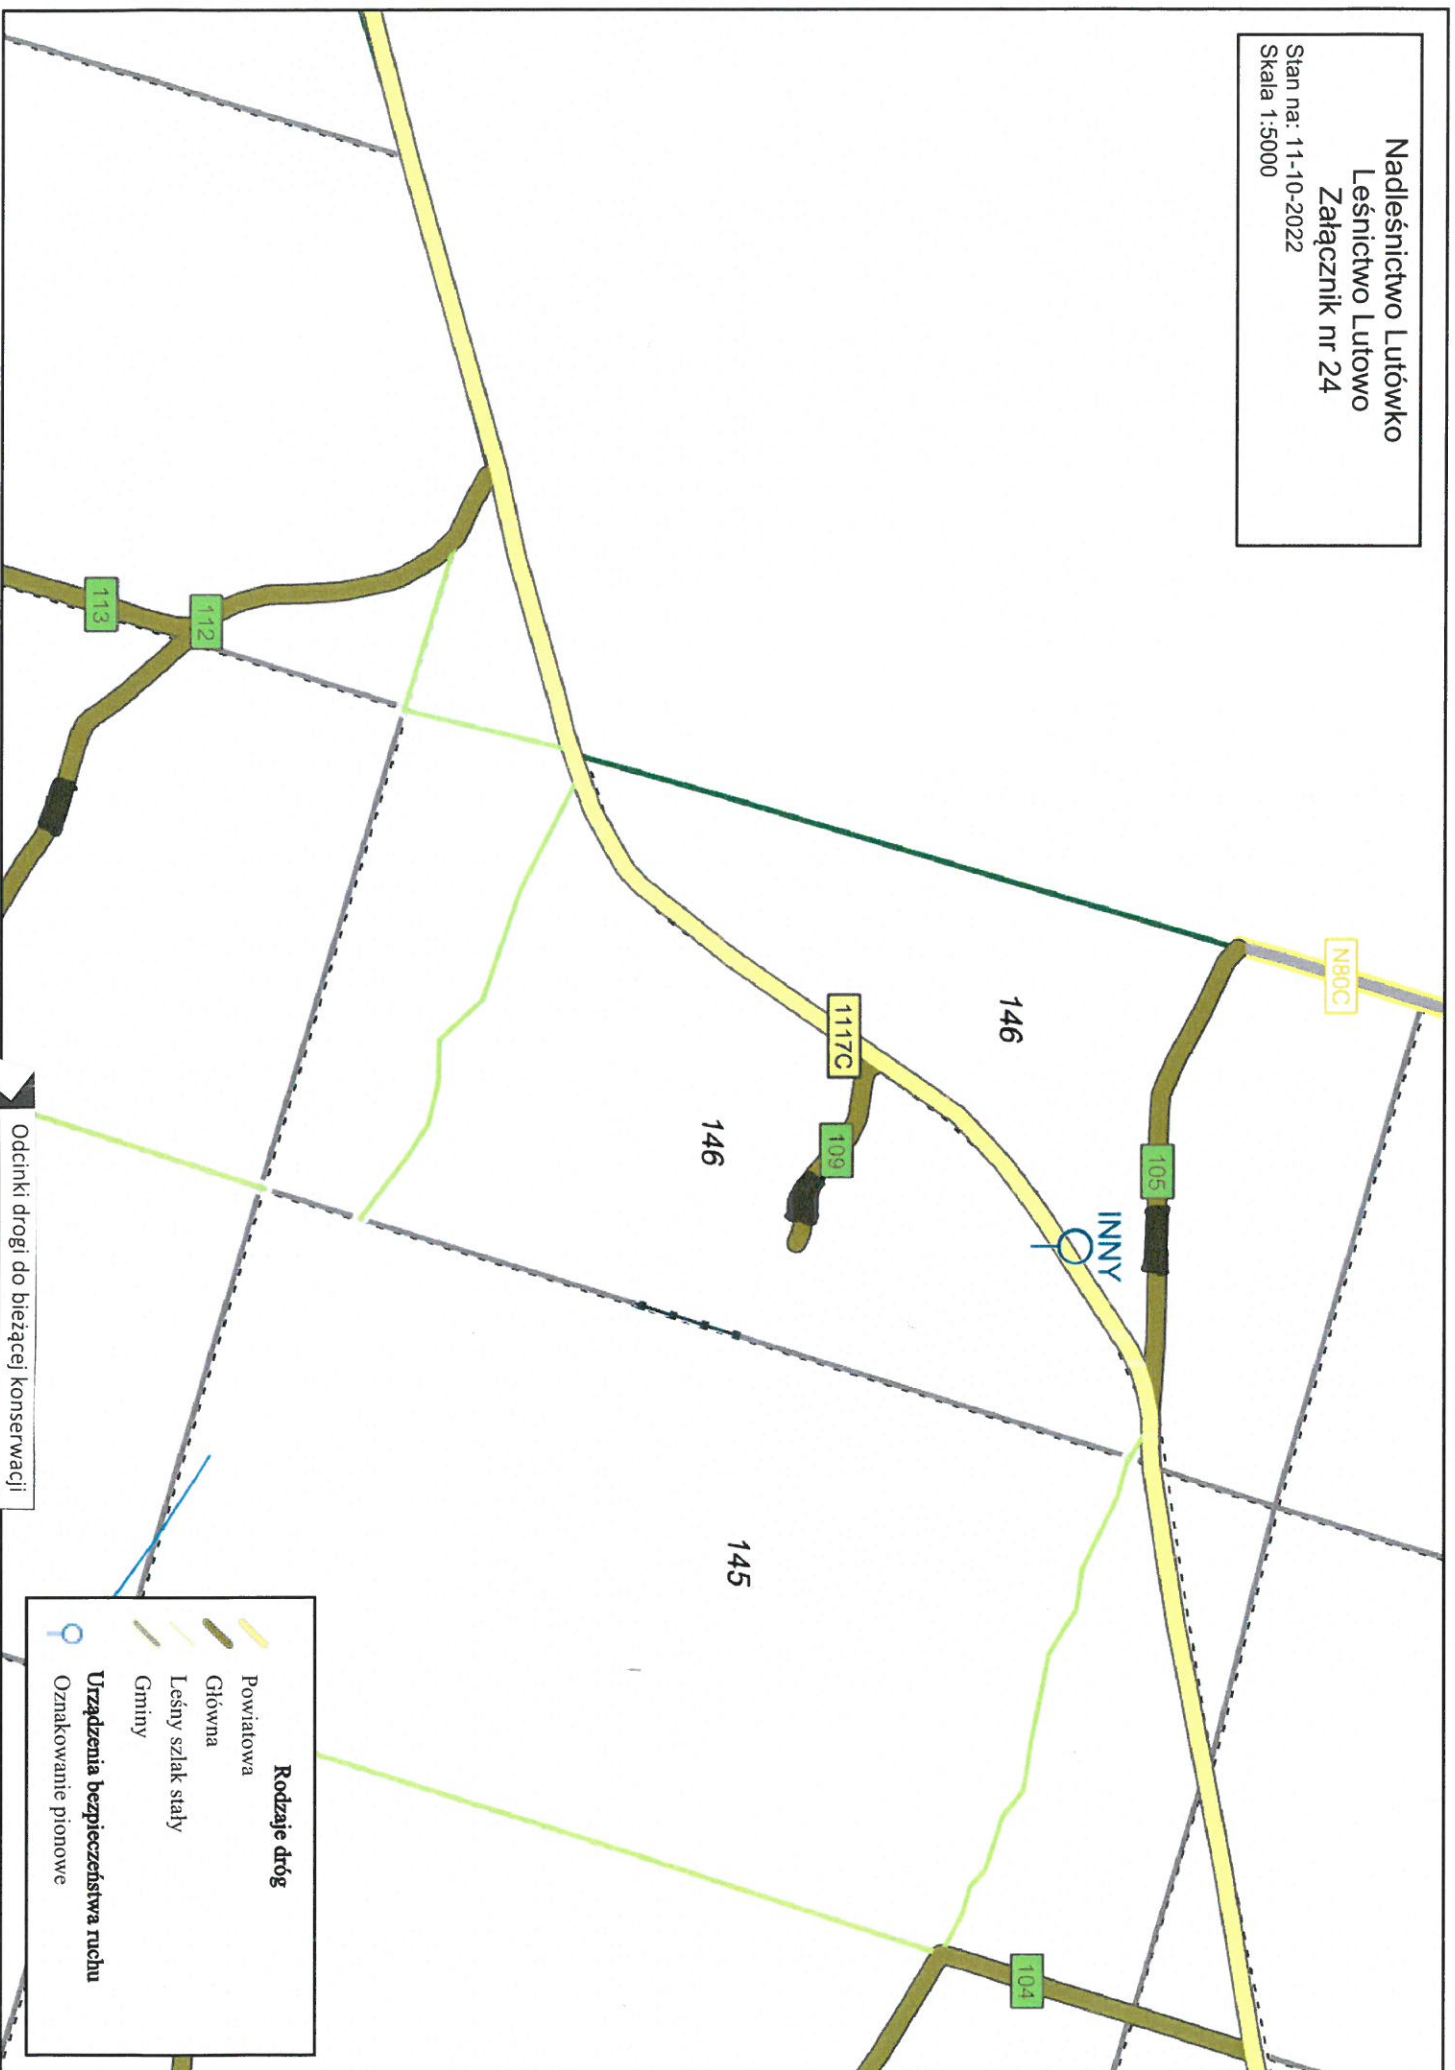 Nadleśnictwo Lutówko
Leśnictwo Lutowo
Załącznik nr 24
Stan na: 11-10-2022
Skala 1:5000
N80C
146
105
INNY
1117C
109
146
145
104
112
113
Odcinki drogi do bieżącej konserwacji
Rodzaje dróg
Powiatowa
Główna
Leśny szlak stały
Gminy
Urządzenia bezpieczeństwa ruchu
Oznakowanie pionowe